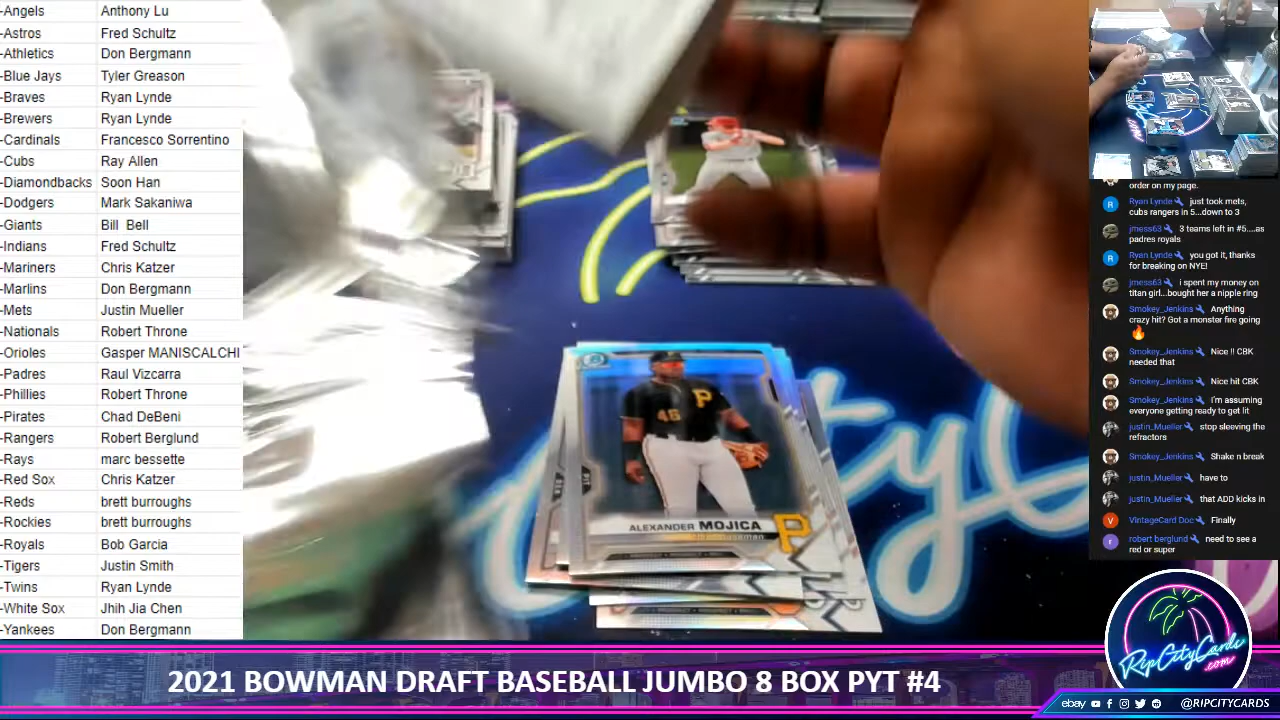 -Angels Anthony Lu
-Astros Fred Schultz
-Athletics Don Bergmann
-Blue Jays Tyler Greason
-Braves Ryan Lynde
-Brewers Ryan Lynde
-Cardinals Francesco Sorrentino
-Cubs Ray Allen
-Diamondbacks Soon Han
-Dodgers Mark Sakaniwa
-Giants Bill Bell
-Indians Fred Schultz
-Mariners Chris Katzer
-Marlins Don Bergmann
-Mets Justin Mueller
-Nationals Robert Throne
-Orioles Gasper MANISCALCHI
-Padres Raul Vizcarra
-Phillies Robert Throne
-Pirates Chad DeBeni
-Rangers Robert Berglund
-Rays marc bessette
-Red Sox Chris Katzer
-Reds brett burroughs
-Rockies brett burroughs
-Royals Bob Garcia
-Tigers Justin Smith
-Twins Ryan Lynde
-White Sox Jhih Jia Chen
-Yankees Don Bergmann
P
46
PIT
ALEXANDER MOJICA
P
order on my page.
R Ryan Lynde just took mets,
cubs rangers in 5...down to 3
jmess63 3 teams left in #5....as
padres royals
R Ryan Lynde you got it, thanks
for breaking on NYE!
jmess63 i spent my money on
titan girl...bought her a nipple ring
Smokey_Jenkins Anything
crazy hit? Got a monster fire going
🔥
Smokey_Jenkins Nice !! CBK
needed that
Smokey_Jenkins Nice hit CBK
Smokey_Jenkins I'm assuming
everyone getting ready to get lit
justin_Mueller stop sleeving the
refractors
Smokey_Jenkins Shake n break
justin_Mueller have to
justin_Mueller that ADD kicks in
V VintageCard Doc Finally
r robert berglund need to see a
red or super
RipCityCards
.com
2021 BOWMAN DRAFT BASEBALL JUMBO 8 BOX PYT #4
ebay @RIPCITYCARDS